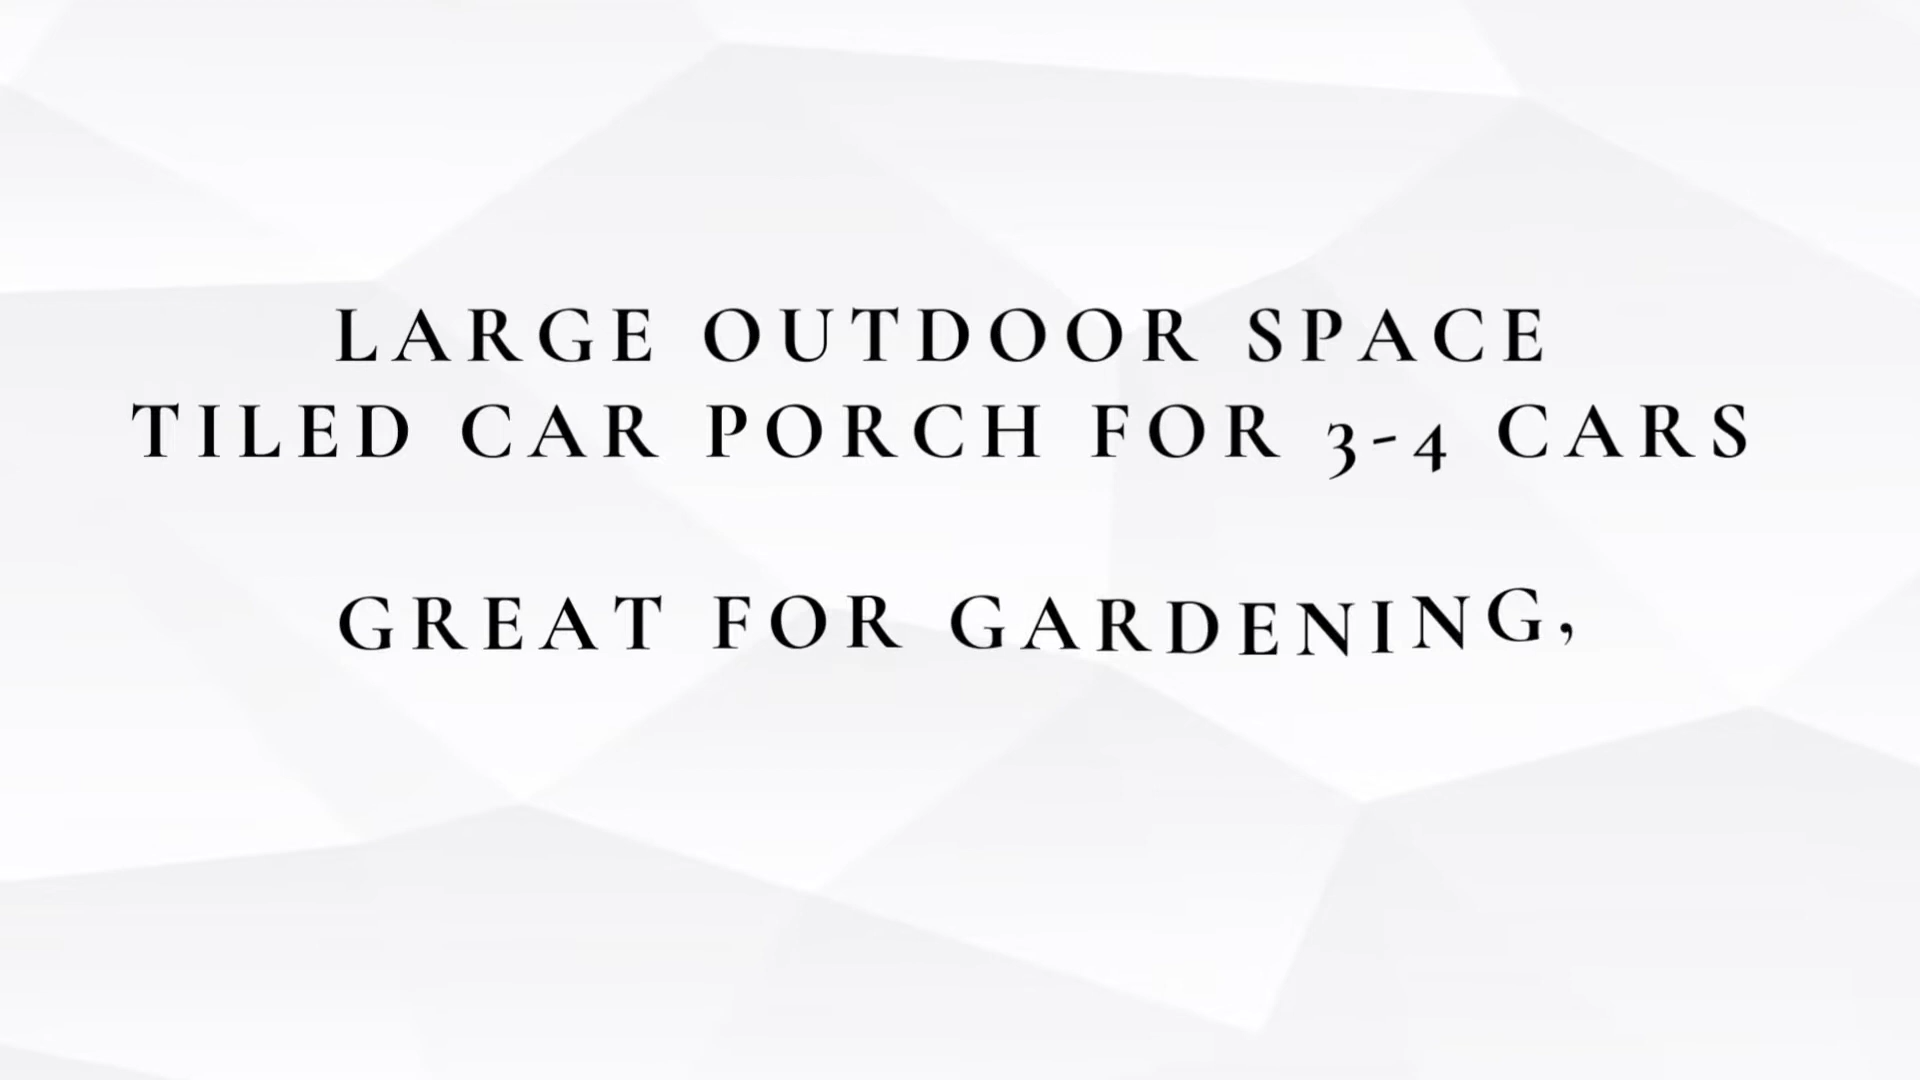 LARGE OUTDOOR SPACE
TILED CAR PORCH FOR 3-4 CARS
GREAT FOR GARDENING,